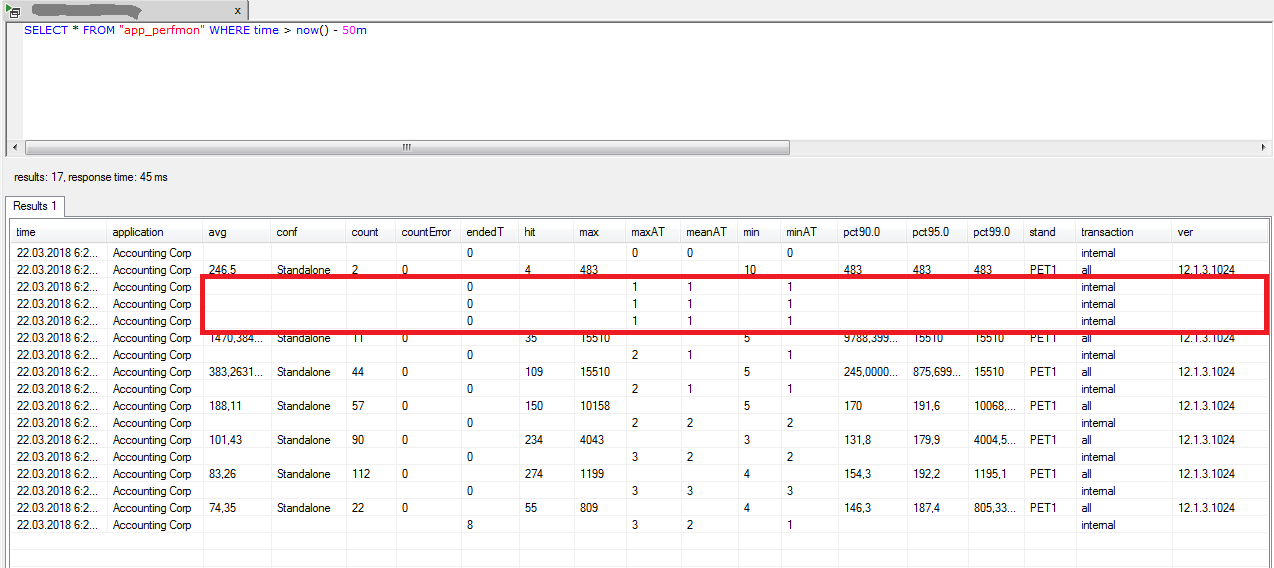 x
SELECT * FROM "app_perfmon" WHERE time > now() - 50m
results: 17, response time: 45 ms
Results 1
time application avg conf count countError endedT hit max maxAT meanAT min minAT pct90.0 pct95.0 pct99.0 stand transaction ver
22.03.2018 6:2... Accounting Corp 0 0 0 0 internal
22.03.2018 6:2... Accounting Corp 246,5 Standalone 2 0 4 483 10 483 483 483 PET1 all 12.1.3.1024
22.03.2018 6:2... Accounting Corp 0 1 1 1 internal
22.03.2018 6:2... Accounting Corp 0 1 1 1 internal
22.03.2018 6:2... Accounting Corp 0 1 1 1 internal
22.03.2018 6:2... Accounting Corp 1470,384... Standalone 11 0 35 15510 5 9788,399... 15510 15510 PET1 all 12.1.3.1024
22.03.2018 6:2... Accounting Corp 0 2 1 1 internal
22.03.2018 6:2... Accounting Corp 383,2631... Standalone 44 0 109 15510 5 245,0000... 875,699... 15510 PET1 all 12.1.3.1024
22.03.2018 6:2... Accounting Corp 0 2 1 1 internal
22.03.2018 6:2... Accounting Corp 188,11 Standalone 57 0 150 10158 5 170 191,6 10068,... PET1 all 12.1.3.1024
22.03.2018 6:2... Accounting Corp 0 2 2 2 internal
22.03.2018 6:2... Accounting Corp 101,43 Standalone 90 0 234 4043 3 131,8 179,9 4004,5... PET1 all 12.1.3.1024
22.03.2018 6:2... Accounting Corp 0 3 2 2 internal
22.03.2018 6:2... Accounting Corp 83,26 Standalone 112 0 274 1199 4 154,3 192,2 1195,1 PET1 all 12.1.3.1024
22.03.2018 6:2... Accounting Corp 0 3 3 3 internal
22.03.2018 6:2... Accounting Corp 74,35 Standalone 22 0 55 809 4 146,3 187,4 805,33... PET1 all 12.1.3.1024
22.03.2018 6:2... Accounting Corp 8 3 2 1 internal